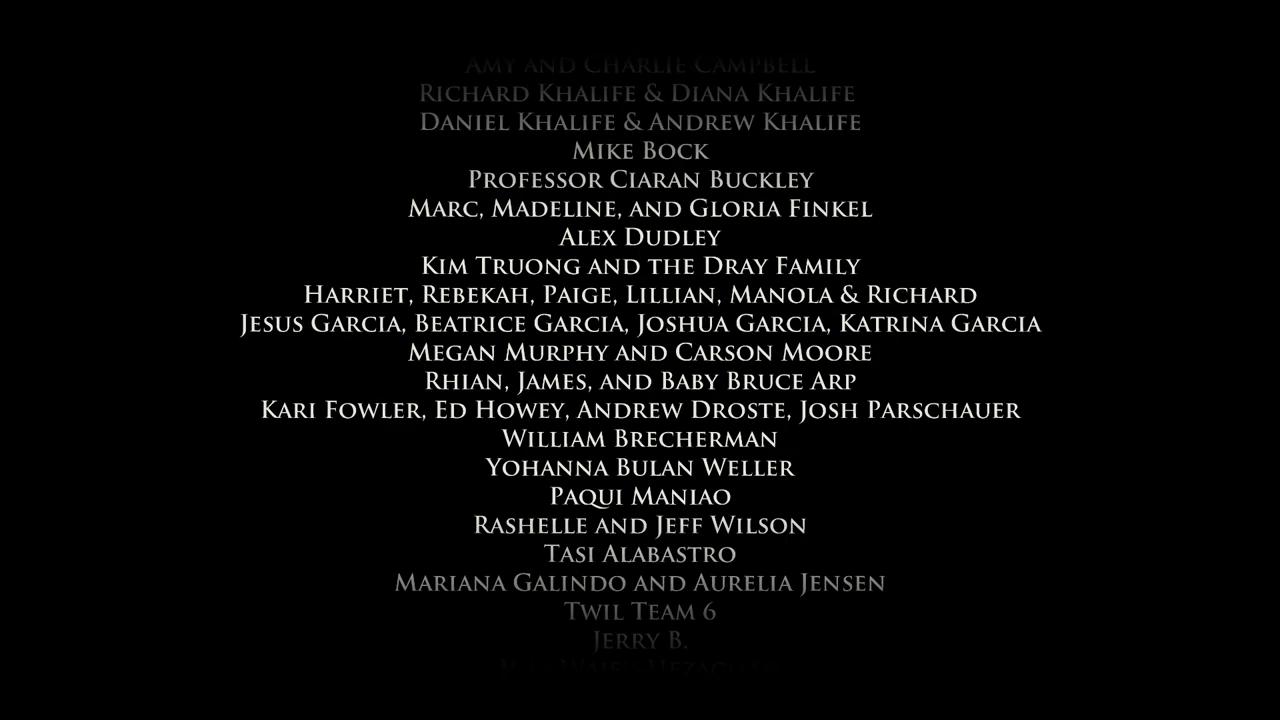 Amy and Charlie Campbell
Richard Khalife & Diana Khalife
Daniel Khalife & Andrew Khalife
Mike Bock
Professor Ciaran Buckley
Marc, Madeline, and Gloria Finkel
Alex Dudley
Kim Truong and the Dray Family
Harriet, Rebekah, Paige, Lillian, Manola & Richard
Jesus Garcia, Beatrice Garcia, Joshua Garcia, Katrina Garcia
Megan Murphy and Carson Moore
Rhian, James, and Baby Bruce Arp
Kari Fowler, Ed Howey, Andrew Droste, Josh Parschauer
William Brecherman
Yohanna Bulan Weller
Paqui Maniao
Rashelle and Jeff Wilson
Tasi Alabastro
Mariana Galindo and Aurelia Jensen
Twil Team 6
Jerry B.